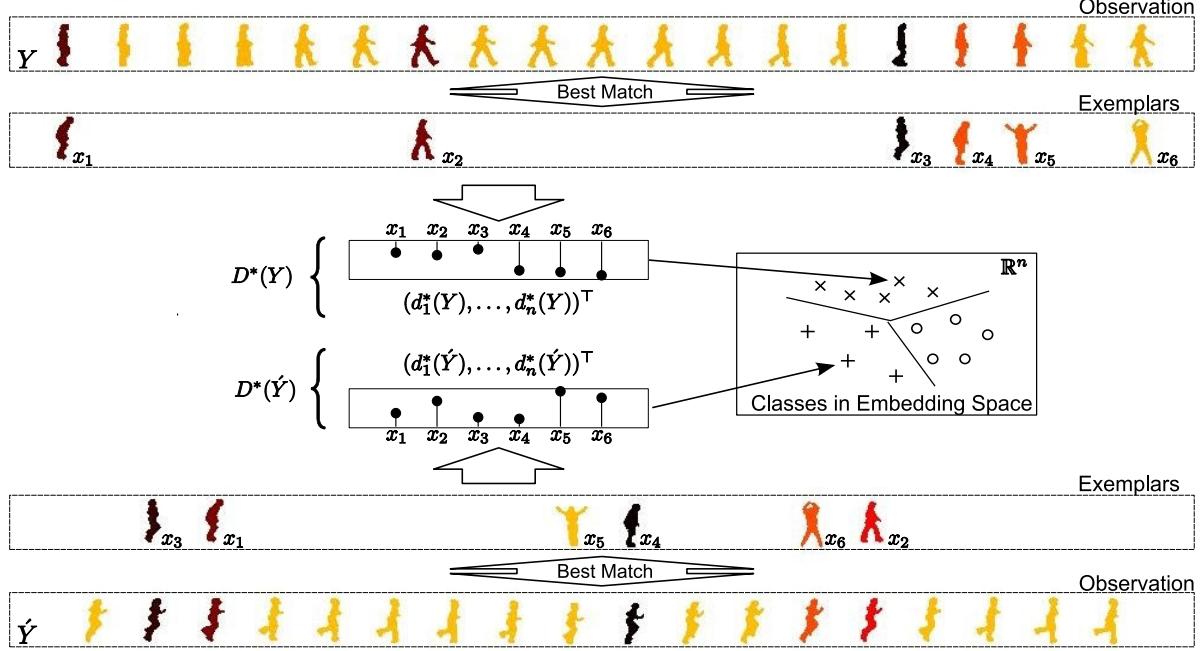 Observation
Y
Best Match
Exemplars
x1 x2 x3 x4 x5 x6
x1 x2 x3 x4 x5 x6
D*(Y)
(d*1(Y), . . . , d*n(Y))⊤
ℝn
(d*1(Ý), . . . , d*n(Ý))⊤
D*(Ý)
Classes in Embedding Space
x1 x2 x3 x4 x5 x6
Exemplars
x3 x1 x5 x4 x6 x2
Best Match
Observation
Ý